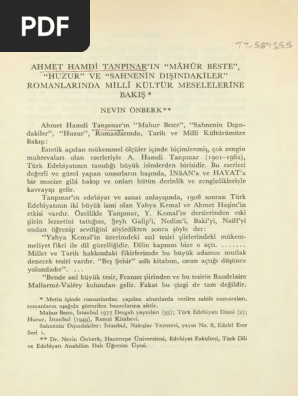 PDF
TT-584355
AHMET HAMDİ TANPINAR'IN "MÂHÛR BESTE",
"HUZUR" VE "SAHNENİN DIŞINDAKİLER"
ROMANLARINDA MİLLÎ KÜLTÜR MESELELERİNE
BAKIŞ *
NEVİN ÖNBERK**
Ahmet Hamdi Tanpınar'ın "Mahur Beste", "Sahnenin Dışın-
dakiler", "Huzur", Romanlarında, Tarih ve Millî Kültürümüze
Bakış:
Estetik açıdan mükemmel ölçüler içinde biçimlenmiş, çok zengin
muhtevaları olan eserleriyle A. Hamdi Tanpınar (1901-1962),
Türk Edebiyatının tanıdığı büyük isimlerden birisidir. Bu eserleri
değerli ve güzel yapan unsurların başında, İNSAN'a ve HAYAT'a
bir mucize gibi bakışı ve onları bütün derinlik ve zenginlikleriyle
kavrayışı gelir.
Tanpınar'ın edebiyat ve sanat anlayışında, 1908 sonrası Türk
Edebiyatının iki büyük ismi olan Yahya Kemal ve Ahmet Haşim'in
etkisi vardır. Özellikle Tanpınar, Y. Kemal'in derslerinden eski
şiirin lezzetini tattığını, Şeyh Galip'i, Nedim'i, Bakî'yi, Nailî'yi
ondan öğrenip sevdiğini söyledikten sonra şöyle der:
"Yahya Kemal'in üzerimdeki asıl tesiri şiirlerindeki mükem-
meliyet fikri ile dil güzelliğidir. Dilin kapısını bize o açtı. .......
Millet ve Tarih hakkındaki fikirlerimde bu büyük adamın mutlak
denecek tesiri vardır. "Beş Şehir" adlı kitabım, onun açtığı düşünce
yolundadır". . . .
"Bende asıl büyük tesir, Fransız şiirinden ve bu tesirin Baudelaire
Mallarmé-Valéry kolundan gelir. Fakat bu çizgi de tam değildir.
* Metin içinde romanlardan yapılan alıntılarda verilen sahife numaraları,
romanların aşağıda gösterilen basımlarına aittir.
Mahur Beste, İstanbul 1977 Dergâh yayınları (35); Türk Edebiyatı Dizisi (2);
Huzur, İstanbul (1949), Remzi Kitabevi.
Sahnenin Dışındakiler: İstanbul, Nakışlar Yayınevi, yayın No. 8, Edebî Eser
Seri 1.
** Dr. Nevin Önberk, Hacettepe Üniversitesi, Edebiyat Fakültesi, Türk Dili
ve Edebiyatı Anabilim Dalı Öğretim Üyesi.